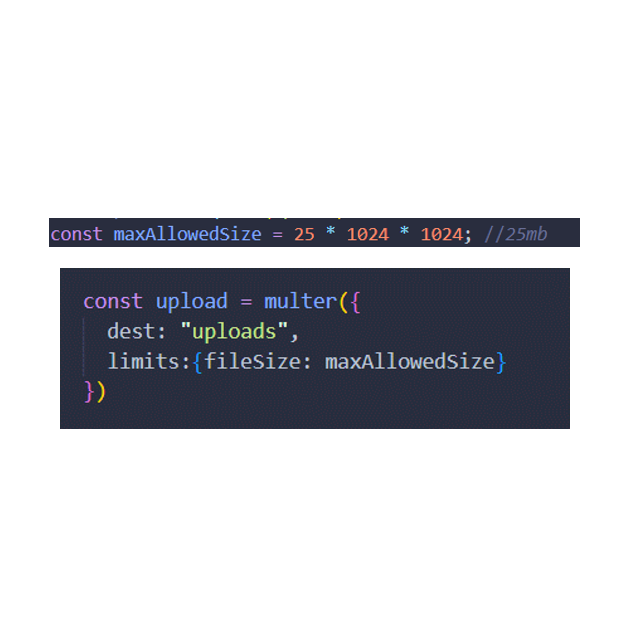 const maxAllowedSize = 25 * 1024 * 1024; //25mb
const upload = multer({
dest: "uploads",
limits:{fileSize: maxAllowedSize}
})